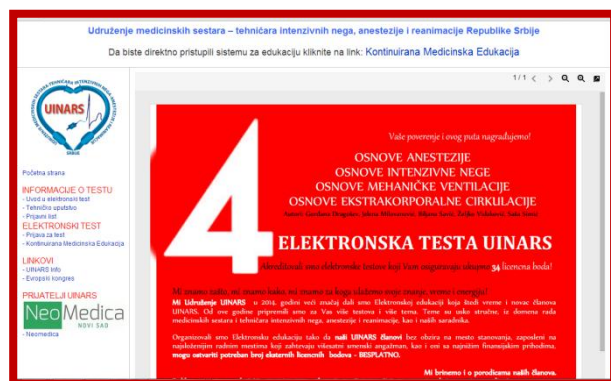 Udruženje medicinskih sestara – tehničara intenzivnih nega, anestezije i reanimacije Republike Srbije
Da biste direktno pristupili sistemu za edukaciju kliknite na link: Kontinuirana Medicinska Edukacija
1/1
UINARS
SRBIJE
Početna strana
INFORMACIJE O TESTU
- Uvod u elektronski test
- Tehničko uputstvo
- Prijavni list
ELEKTRONSKI TEST
- Prijava za test
- Kontinuirana Medicinska Edukacija
LINKOVI
- UINARS Info
- Evropski kongres
PRIJATELJI UINARS
NeoMedica
NOVI SAD
- Neomedica
4
Vaše poverenje i ovog puta nagrađujemo!
OSNOVE ANESTEZIJE
OSNOVE INTENZIVNE NEGE
OSNOVE MEHANIČKE VENTILACIJE
OSNOVE EKSTRAKORPORALNE CIRKULACIJE
ELEKTRONSKA TESTA UINARS
Akreditovali smo elektronske testove koji Vam osiguravaju ukupno 34 licencna boda!
Mi znamo zašto, mi znamo kako, mi znamo za koga ulažemo svoje znanje, vreme i energiju!
Mi Udruženje UINARS u 2014. godini veći značaj dali smo Elektronskoj edukaciji koja štedi vreme i novac članova
UINARS. Od ove godine pripremili smo za Vas više testova i više tema. Teme su usko stručne, iz domena rada
medicinskih sestara i tehničara intenzivnih nega, anestezije i reanimacije, kao i naših saradnika.
Organizovali smo Elektronsku edukaciju tako da naši UINARS članovi bez obzira na mesto stanovanja, zaposleni na
najsloženijim radnim mestima koji zahtevaju višesatni smenski angažman, kao i oni sa najnižim finansijskim prihodima,
mogu ostvariti potreban broj eksternih licencnih bodova - BESPLATNO.
Mi brinemo i o porodicama naših članova.